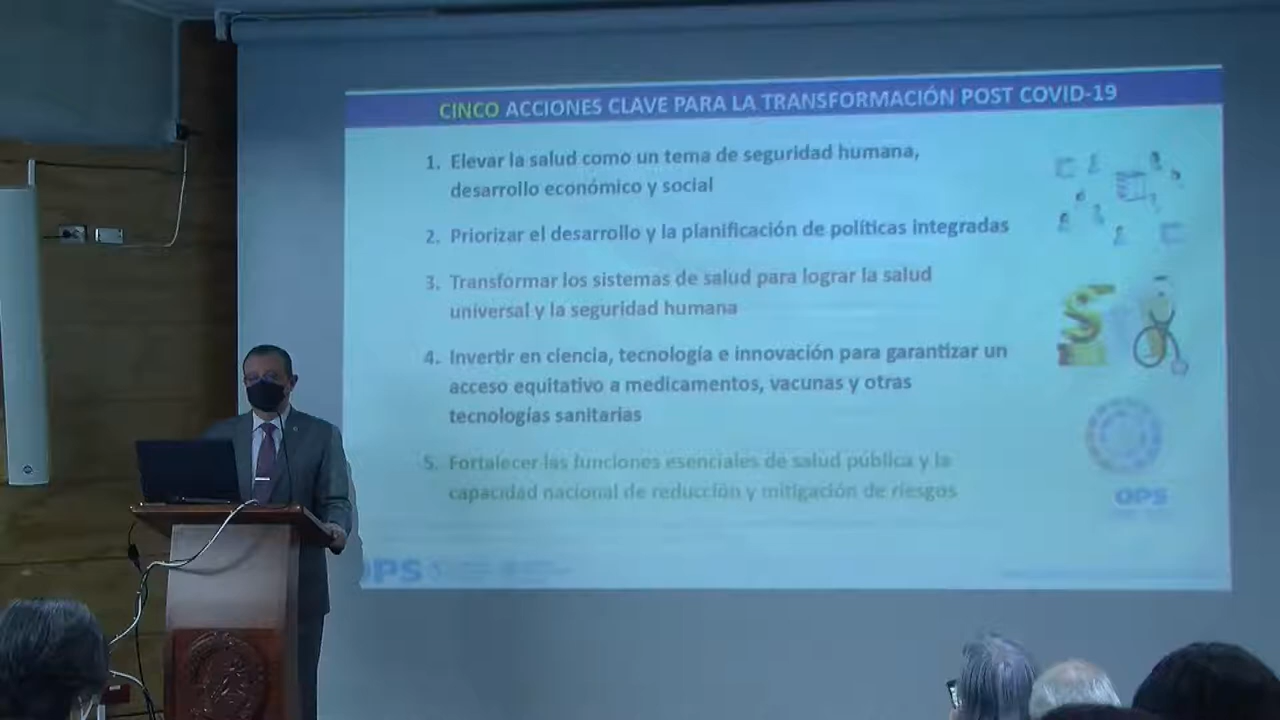 CINCO ACCIONES CLAVE PARA LA TRANSFORMACIÓN POST COVID-19
1. Elevar la salud como un tema de seguridad humana,
desarrollo económico y social
2. Priorizar el desarrollo y la planificación de políticas integradas
3. Transformar los sistemas de salud para lograr la salud
universal y la seguridad humana
4. Invertir en ciencia, tecnología e innovación para garantizar un
acceso equitativo a medicamentos, vacunas y otras
tecnologías sanitarias
5. Fortalecer las funciones esenciales de salud pública y la
capacidad nacional de reducción y mitigación de riesgos
OPS
OPS